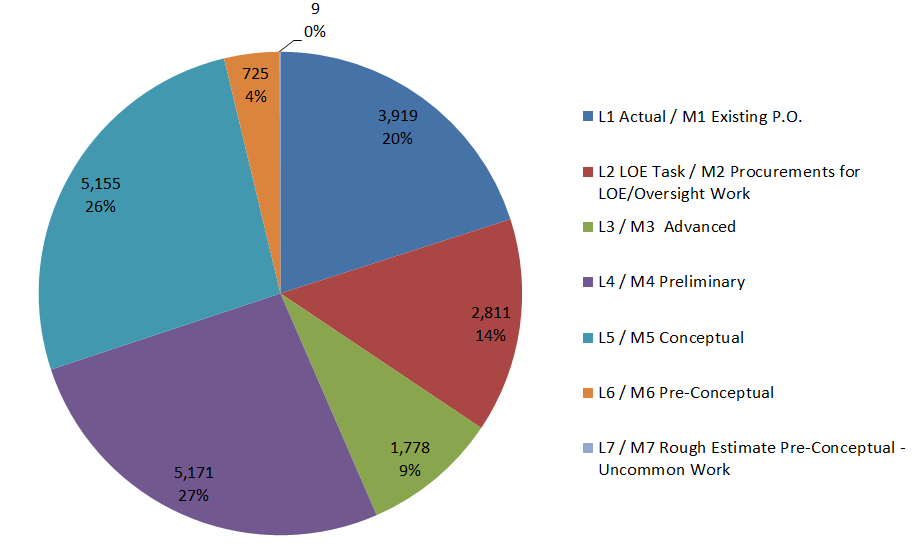 9
0%
725
4%
3,919
20%
5,155
26%
2,811
14%
1,778
9%
5,171
27%
L1 Actual / M1 Existing P.O.
L2 LOE Task / M2 Procurements for
LOE/Oversight Work
L3 / M3  Advanced
L4 / M4 Preliminary
L5 / M5 Conceptual
L6 / M6 Pre-Conceptual
L7 / M7 Rough Estimate Pre-Conceptual -
Uncommon Work